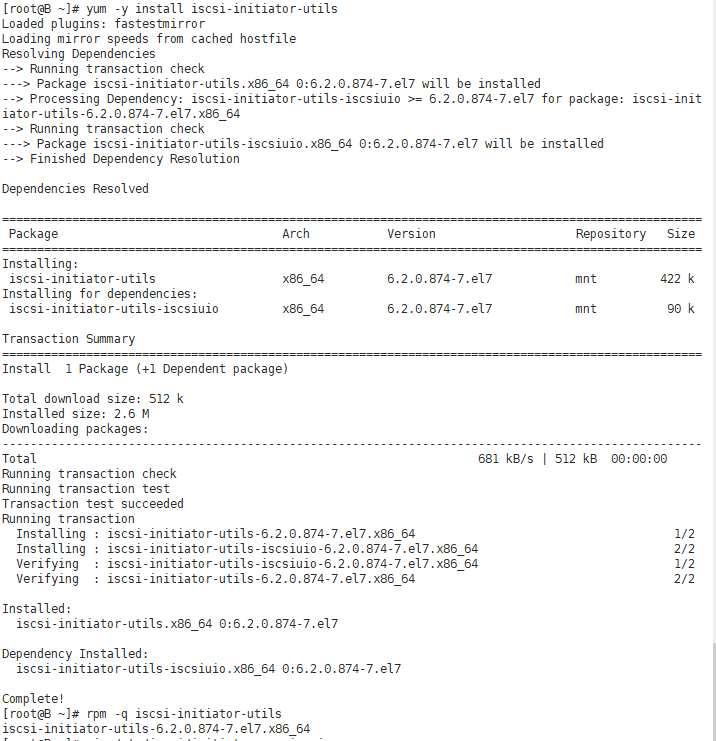 [root@B ~]# yum -y install iscsi-initiator-utils
Loaded plugins: fastestmirror
Loading mirror speeds from cached hostfile
Resolving Dependencies
--> Running transaction check
---> Package iscsi-initiator-utils.x86_64 0:6.2.0.874-7.el7 will be installed
--> Processing Dependency: iscsi-initiator-utils-iscsiuio >= 6.2.0.874-7.el7 for package: iscsi-init
iator-utils-6.2.0.874-7.el7.x86_64
--> Running transaction check
---> Package iscsi-initiator-utils-iscsiuio.x86_64 0:6.2.0.874-7.el7 will be installed
--> Finished Dependency Resolution

Dependencies Resolved

====================================================================================================
 Package                                Arch           Version                    Repository   Size
====================================================================================================
Installing:
 iscsi-initiator-utils                  x86_64         6.2.0.874-7.el7            mnt         422 k
Installing for dependencies:
 iscsi-initiator-utils-iscsiuio         x86_64         6.2.0.874-7.el7            mnt          90 k

Transaction Summary
====================================================================================================
Install  1 Package (+1 Dependent package)

Total download size: 512 k
Installed size: 2.6 M
Downloading packages:
----------------------------------------------------------------------------------------------------
Total                                                               681 kB/s | 512 kB  00:00:00
Running transaction check
Running transaction test
Transaction test succeeded
Running transaction
  Installing : iscsi-initiator-utils-6.2.0.874-7.el7.x86_64                                     1/2
  Installing : iscsi-initiator-utils-iscsiuio-6.2.0.874-7.el7.x86_64                            2/2
  Verifying  : iscsi-initiator-utils-iscsiuio-6.2.0.874-7.el7.x86_64                            1/2
  Verifying  : iscsi-initiator-utils-6.2.0.874-7.el7.x86_64                                     2/2

Installed:
  iscsi-initiator-utils.x86_64 0:6.2.0.874-7.el7

Dependency Installed:
  iscsi-initiator-utils-iscsiuio.x86_64 0:6.2.0.874-7.el7

Complete!
[root@B ~]# rpm -q iscsi-initiator-utils
iscsi-initiator-utils-6.2.0.874-7.el7.x86_64